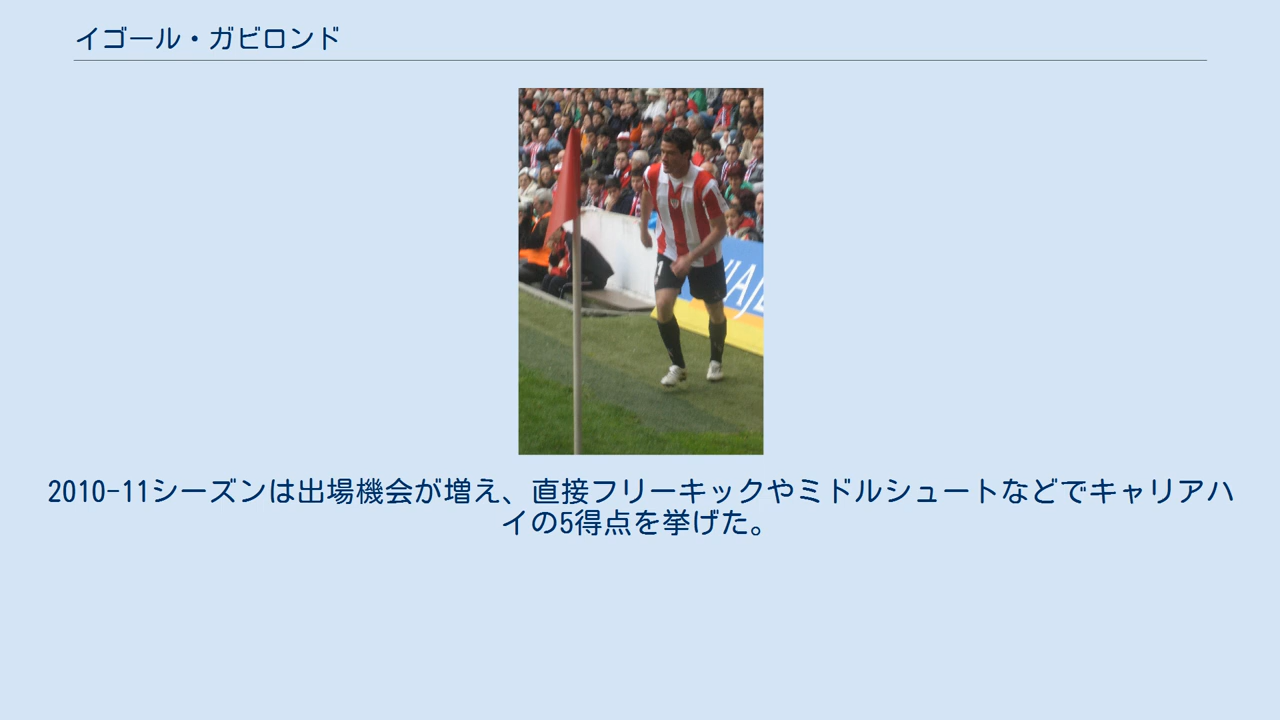 イゴール・ガビロンド
2010-11シーズンは出場機会が増え、直接フリーキックやミドルシュートなどでキャリアハ
イの5得点を挙げた。